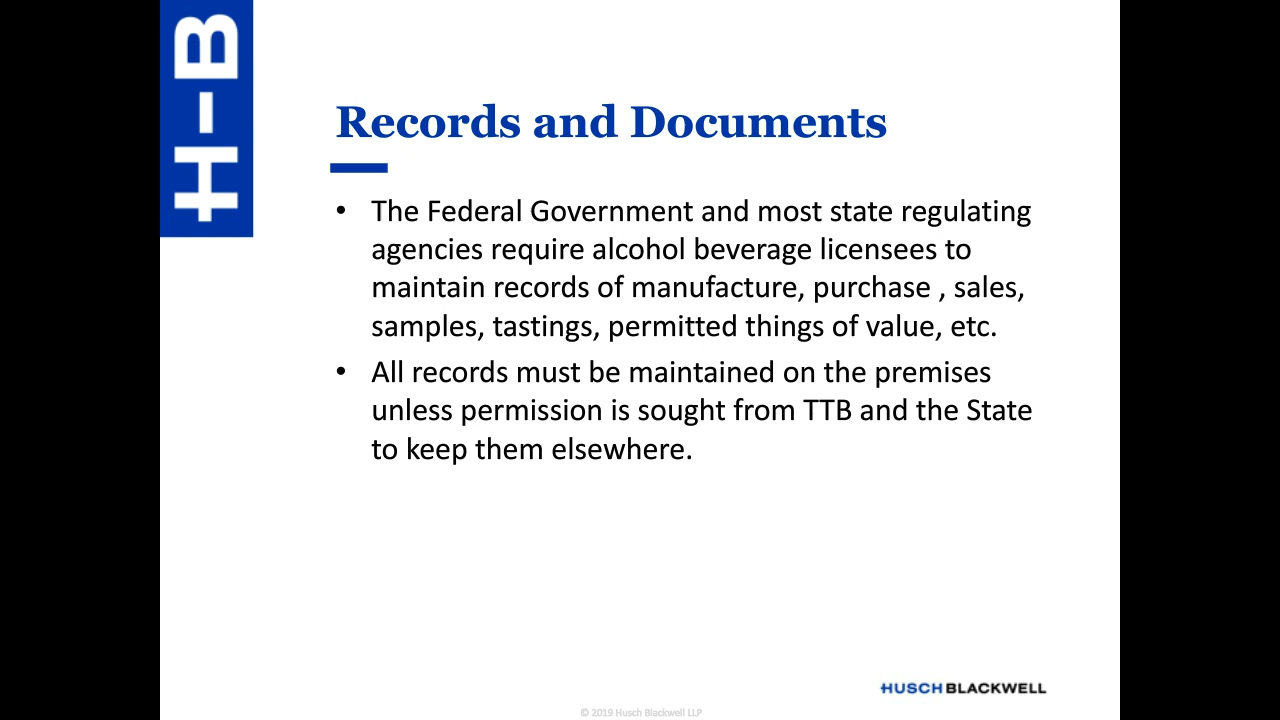 H-B
Records and Documents
• The Federal Government and most state regulating
agencies require alcohol beverage licensees to
maintain records of manufacture, purchase , sales,
samples, tastings, permitted things of value, etc.
• All records must be maintained on the premises
unless permission is sought from TTB and the State
to keep them elsewhere.
HUSCH BLACKWELL
© 2019 Husch Blackwell LLP